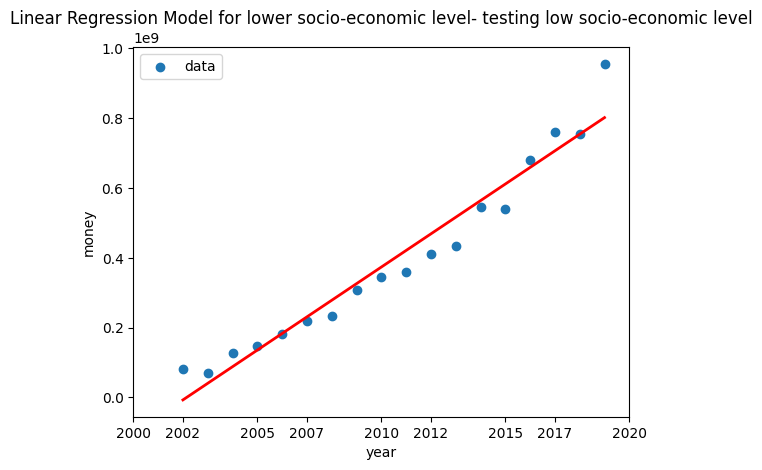 Linear Regression Model for lower socio-economic level- testing low socio-economic level
1e9
data
1.0
0.8
0.6
0.4
0.2
0.0
money
2000 2002 2005 2007 2010 2012 2015 2017 2020
year